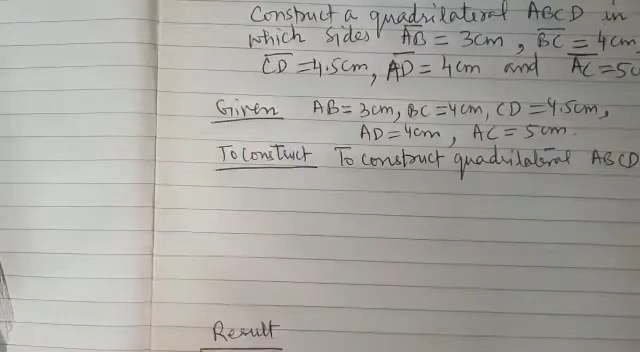 Construct a quadrilateral ABCD in
which sides AB = 3cm, BC = 4cm,
CD = 4.5cm, AD = 4cm and AC = 5c
Given AB = 3cm, BC = 4cm, CD = 4.5cm,
AD = 4cm, AC = 5cm.
To construct To construct quadrilateral ABCD
Result